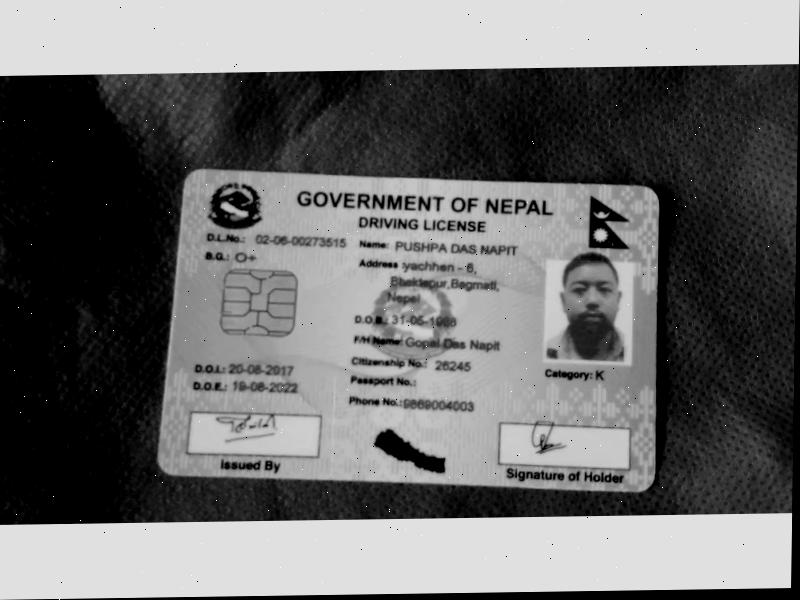 GOVERNMENT OF NEPAL
DRIVING LICENSE
D.L.No.: 02-06-00273515
B.G.: O+
Name: PUSHPA DAS NAPIT
Address: yachhen - 6,
Bhaktapur, Bagmati,
Nepal
D.O.B.: 31-05-
F/H Name: Gopal Das Napit
Citizenship No.: 26245
Passport No.:
Phone No.: 9869004003
D.O.I.: 20-08-2017
D.O.E.: 19-08-2022
Category: K
Issued By
Signature of Holder